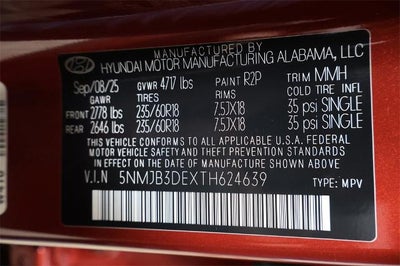 MANUFACTURED BY
HYUNDAI MOTOR MANUFACTURING ALABAMA, LLC
Sep/08/25 GVWR 4717 lbs PAINT R2P TRIM MMH
GAWR TIRES RIMS COLD TIRE INFL
FRONT 2778 lbs 235/60R18 7.5JX18 35 psi SINGLE
REAR 2646 lbs 235/60R18 7.5JX18 35 psi SINGLE
THIS VEHICLE CONFORMS TO ALL APPLICABLE U.S.A. FEDERAL
MOTOR VEHICLE SAFETY AND THEFT PREVENTION STANDARDS
IN EFFECT ON THE DATE OF MANUFACTURE SHOWN ABOVE.
V.I.N 5NMJB3DEXTH624639 TYPE: MPV